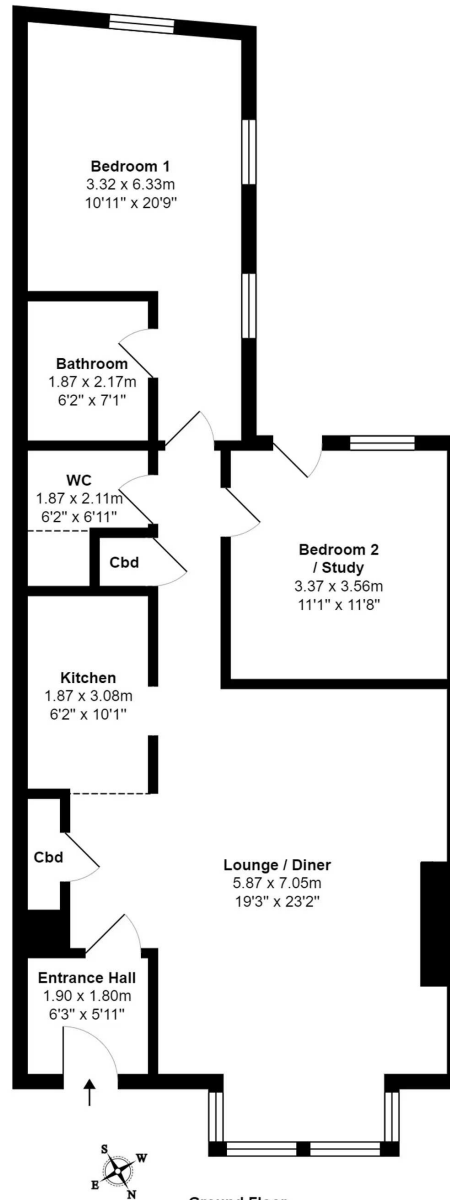 Bedroom 1
3.32 x 6.33m
10'11" x 20'9"
Bathroom
1.87 x 2.17m
6'2" x 7'1"
WC
1.87 x 2.11m
6'2" x 6'11"
Cbd
Bedroom 2
/ Study
3.37 x 3.56m
11'1" x 11'8"
Kitchen
1.87 x 3.08m
6'2" x 10'1"
Cbd
Lounge / Diner
5.87 x 7.05m
19'3" x 23'2"
Entrance Hall
1.90 x 1.80m
6'3" x 5'11"
S
W
E
N
Ground Floor